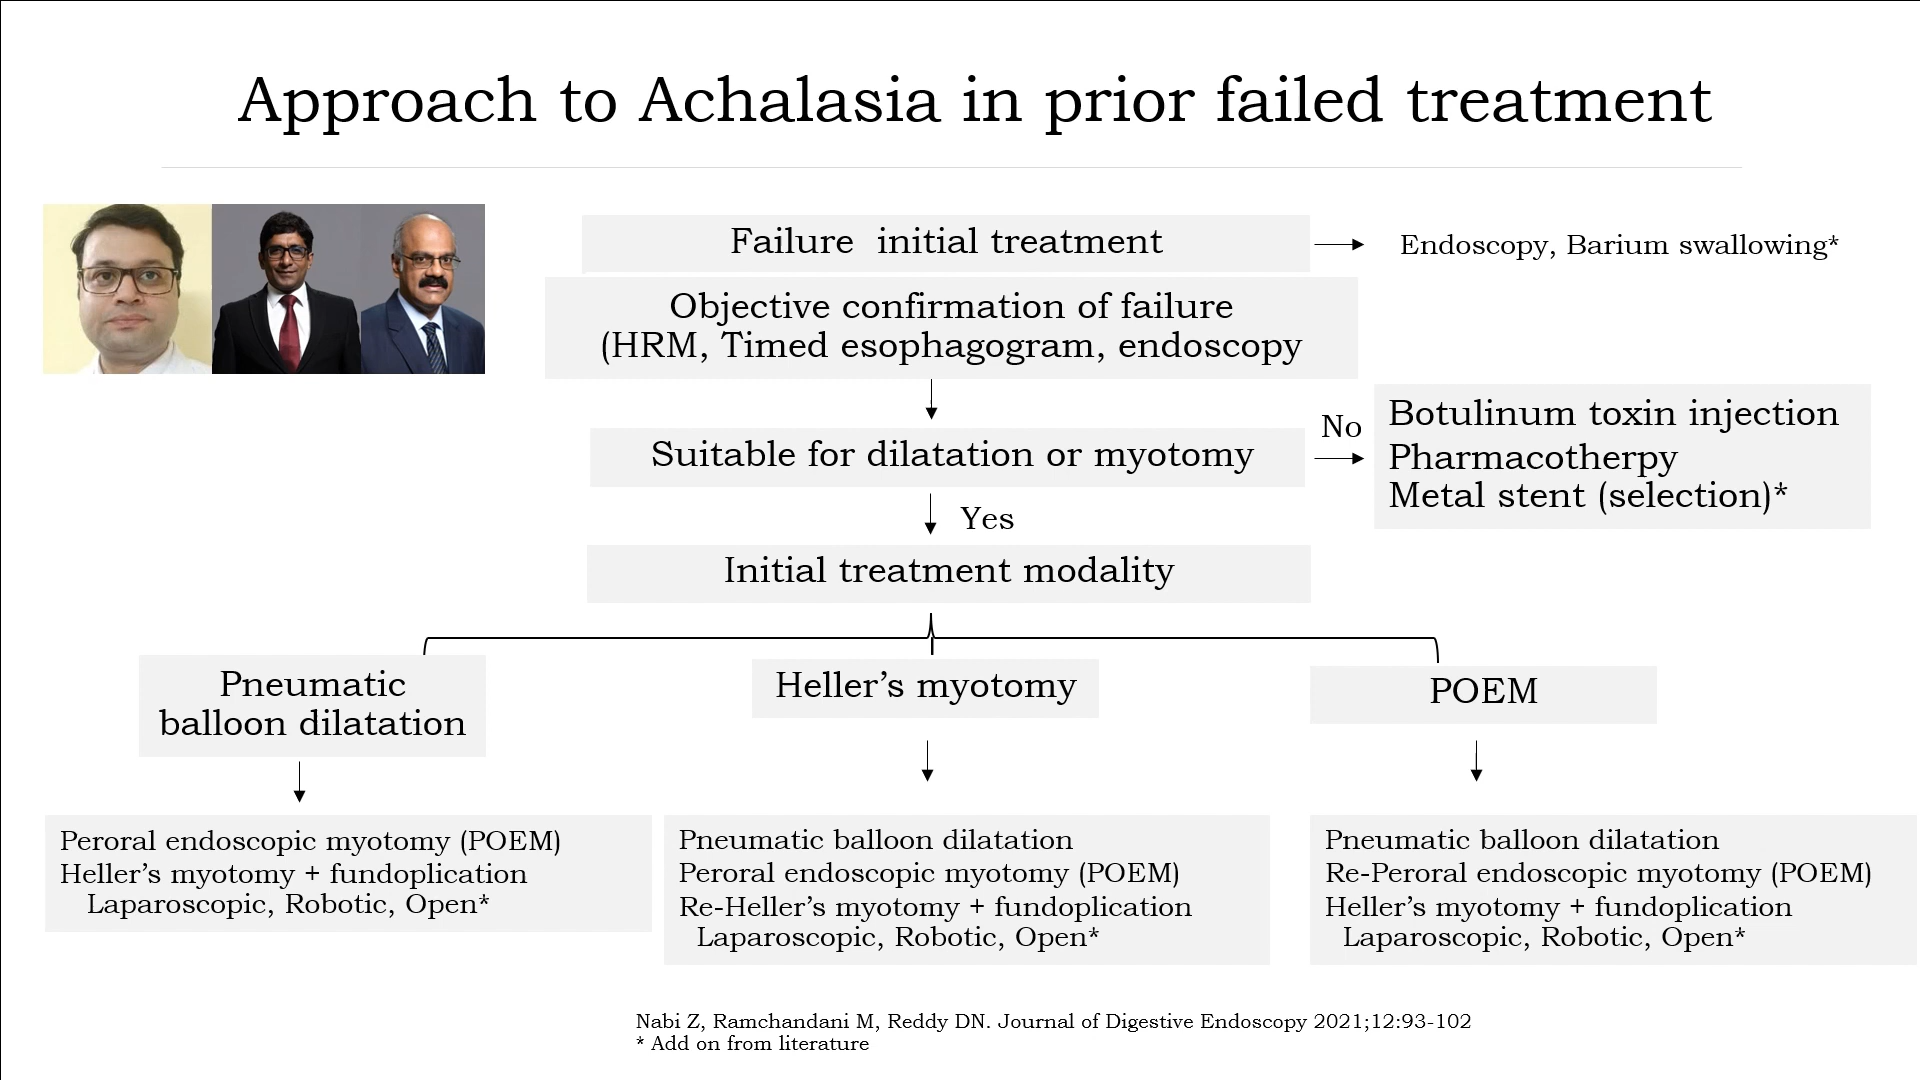 Approach to Achalasia in prior failed treatment
Failure initial treatment
Endoscopy, Barium swallowing*
Objective confirmation of failure
(HRM, Timed esophagogram, endoscopy
Suitable for dilatation or myotomy
No
Botulinum toxin injection
Pharmacotherpy
Metal stent (selection)*
Yes
Initial treatment modality
Pneumatic
balloon dilatation
Heller’s myotomy
POEM
Peroral endoscopic myotomy (POEM)
Heller’s myotomy + fundoplication
Laparoscopic, Robotic, Open*
Pneumatic balloon dilatation
Peroral endoscopic myotomy (POEM)
Re-Heller’s myotomy + fundoplication
Laparoscopic, Robotic, Open*
Pneumatic balloon dilatation
Re-Peroral endoscopic myotomy (POEM)
Heller’s myotomy + fundoplication
Laparoscopic, Robotic, Open*
Nabi Z, Ramchandani M, Reddy DN. Journal of Digestive Endoscopy 2021;12:93-102
* Add on from literature